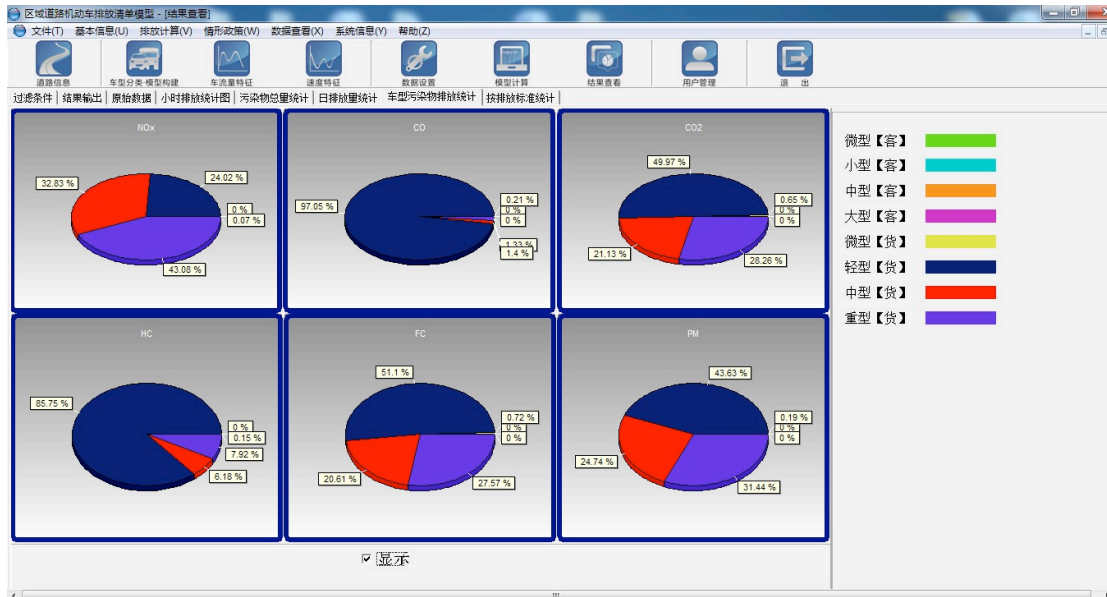 区域道路机动车排放清单模型 - [结果查看]
文件(T) 基本信息(U) 排放计算(V) 情形政策(W) 数据查看(X) 系统信息(Y) 帮助(Z)
道路信息 车型分类-模型构建 车流量特征 速度特征 数据设置 模型计算 结果查看 用户管理 退 出
过滤条件 结果输出 原始数据 小时排放统计图 污染物总量统计 日排放量统计 车型污染物排放统计 按排放标准统计
NOx
32.83 %
24.02 %
0 %
0.07 %
43.08 %
CO
97.05 %
0.21 %
0 %
0 %
1.33 %
1.4 %
CO2
49.97 %
0.65 %
0 %
0 %
21.13 %
28.26 %
微型【客】
小型【客】
中型【客】
大型【客】
微型【货】
轻型【货】
中型【货】
重型【货】
HC
85.75 %
0 %
0.15 %
7.92 %
6.18 %
FC
51.1 %
0.72 %
0 %
0 %
20.61 %
27.57 %
PM
43.63 %
0.19 %
0 %
0 %
24.74 %
31.44 %
显示